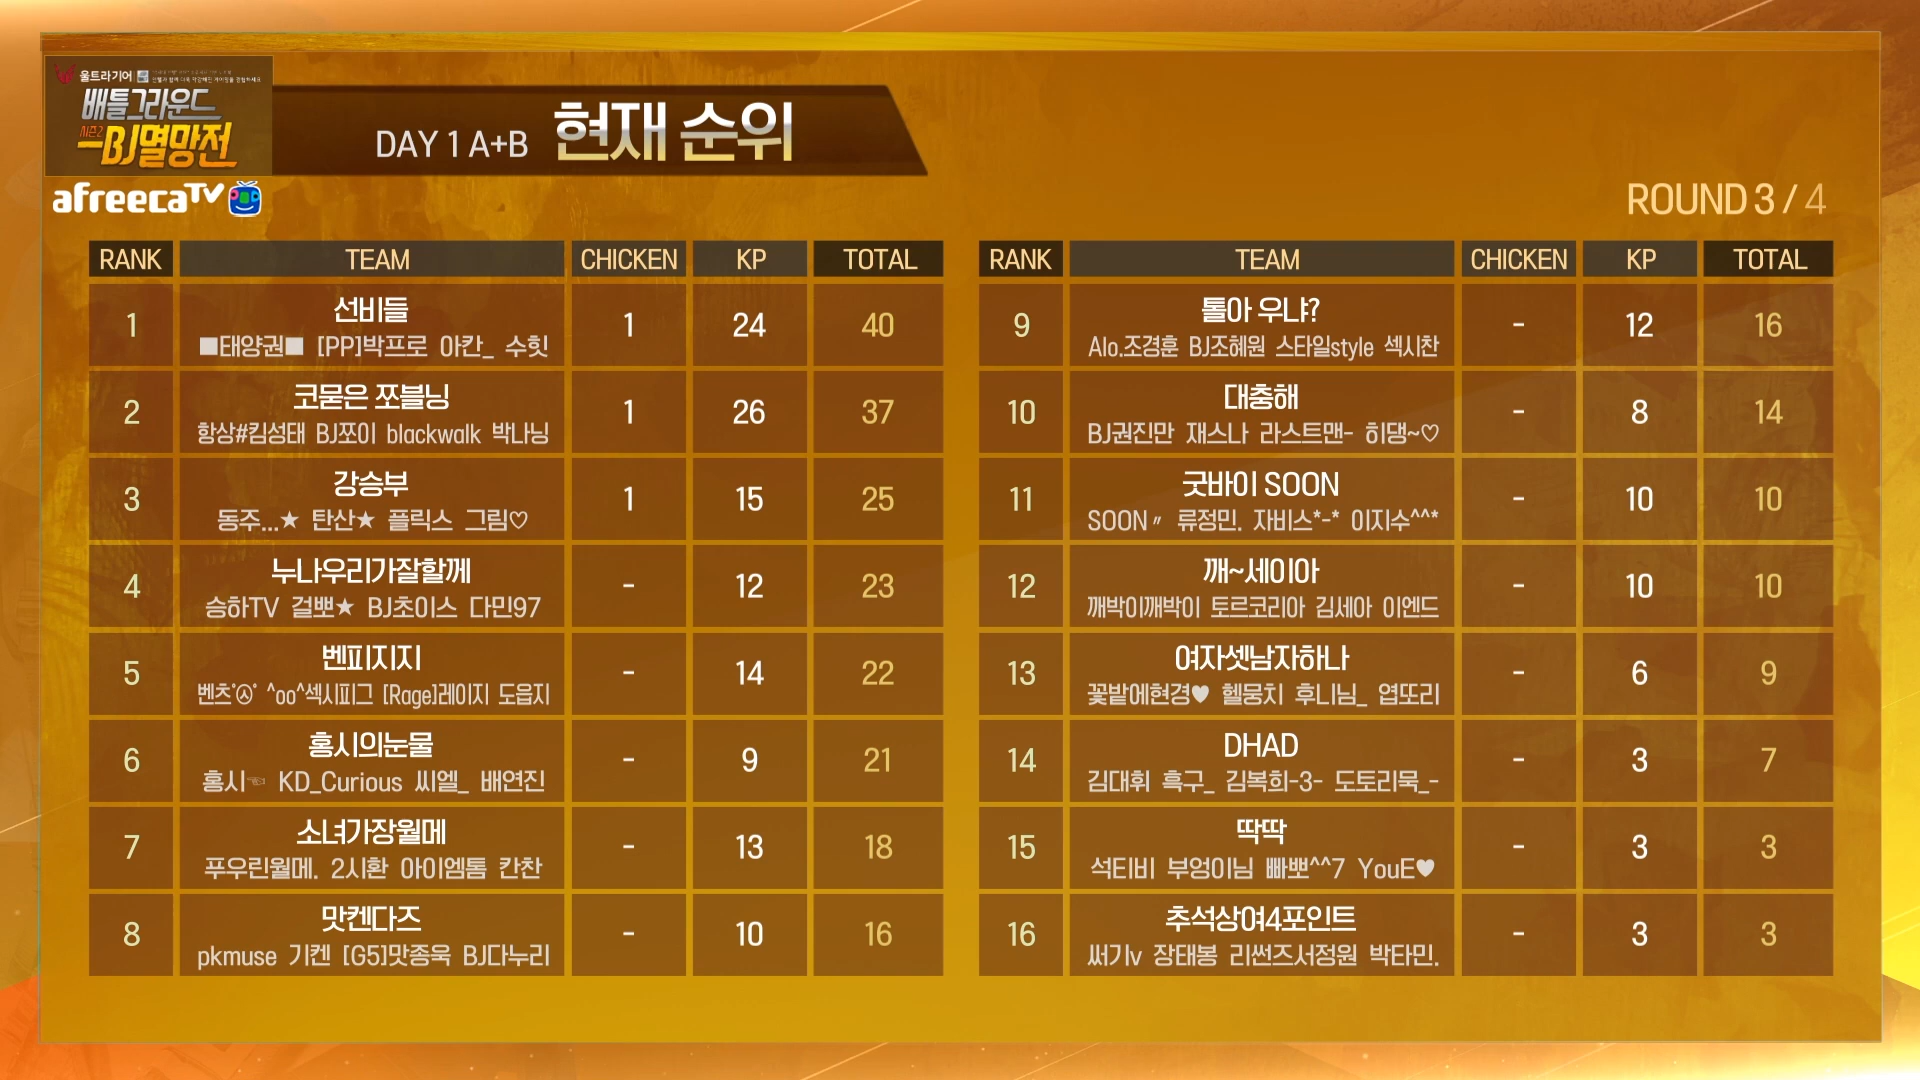 울트라기어
배틀그라운드
시즌2
BJ멸망전
afreecaTV
DAY 1 A+B 현재 순위
ROUND 3 / 4
RANK TEAM CHICKEN KP TOTAL
1 선비들 1 24 40
■태양권■ [PP]박프로 아칸_ 수힛
2 코묻은 쪼블닝 1 26 37
항상#킴성태 BJ쪼이 blackwalk 박나닝
3 강승부 1 15 25
동주...★ 탄산★ 플릭스 그림♡
4 누나우리가잘할께 - 12 23
승하TV 걸뽀★ BJ초이스 다민97
5 벤피지지 - 14 22
벤츠 ^oo^섹시피그 [Rage]레이지 도읍지
6 홍시의눈물 - 9 21
홍시☜ KD_Curious 씨엘_ 배연진
7 소녀가장월메 - 13 18
푸우린월메. 2시환 아이엠톰 칸찬
8 맛켄다즈 - 10 16
pkmuse 기켄 [G5]맛종욱 BJ다누리
RANK TEAM CHICKEN KP TOTAL
9 톨아 우냐? - 12 16
Alo.조경훈 BJ조혜원 스타일style 섹시찬
10 대충해 - 8 14
BJ권진만 재스나 라스트맨- 히댕~♡
11 굿바이 SOON - 10 10
SOON〃 류정민. 자비스*-* 이지수^^*
12 깨~세이아 - 10 10
깨박이깨박이 토르코리아 김세아 이엔드
13 여자셋남자하나 - 6 9
꽃밭에현경♥ 헬뭉치 후니님_ 엽또리
14 DHAD - 3 7
김대휘 흑구_ 김복희-3- 도토리묵_-
15 딱딱 - 3 3
석티비 부엉이님 빠뽀^^7 YouE♥
16 추석상여4포인트 - 3 3
써기v 장태봉 리썬즈서정원 박타민.